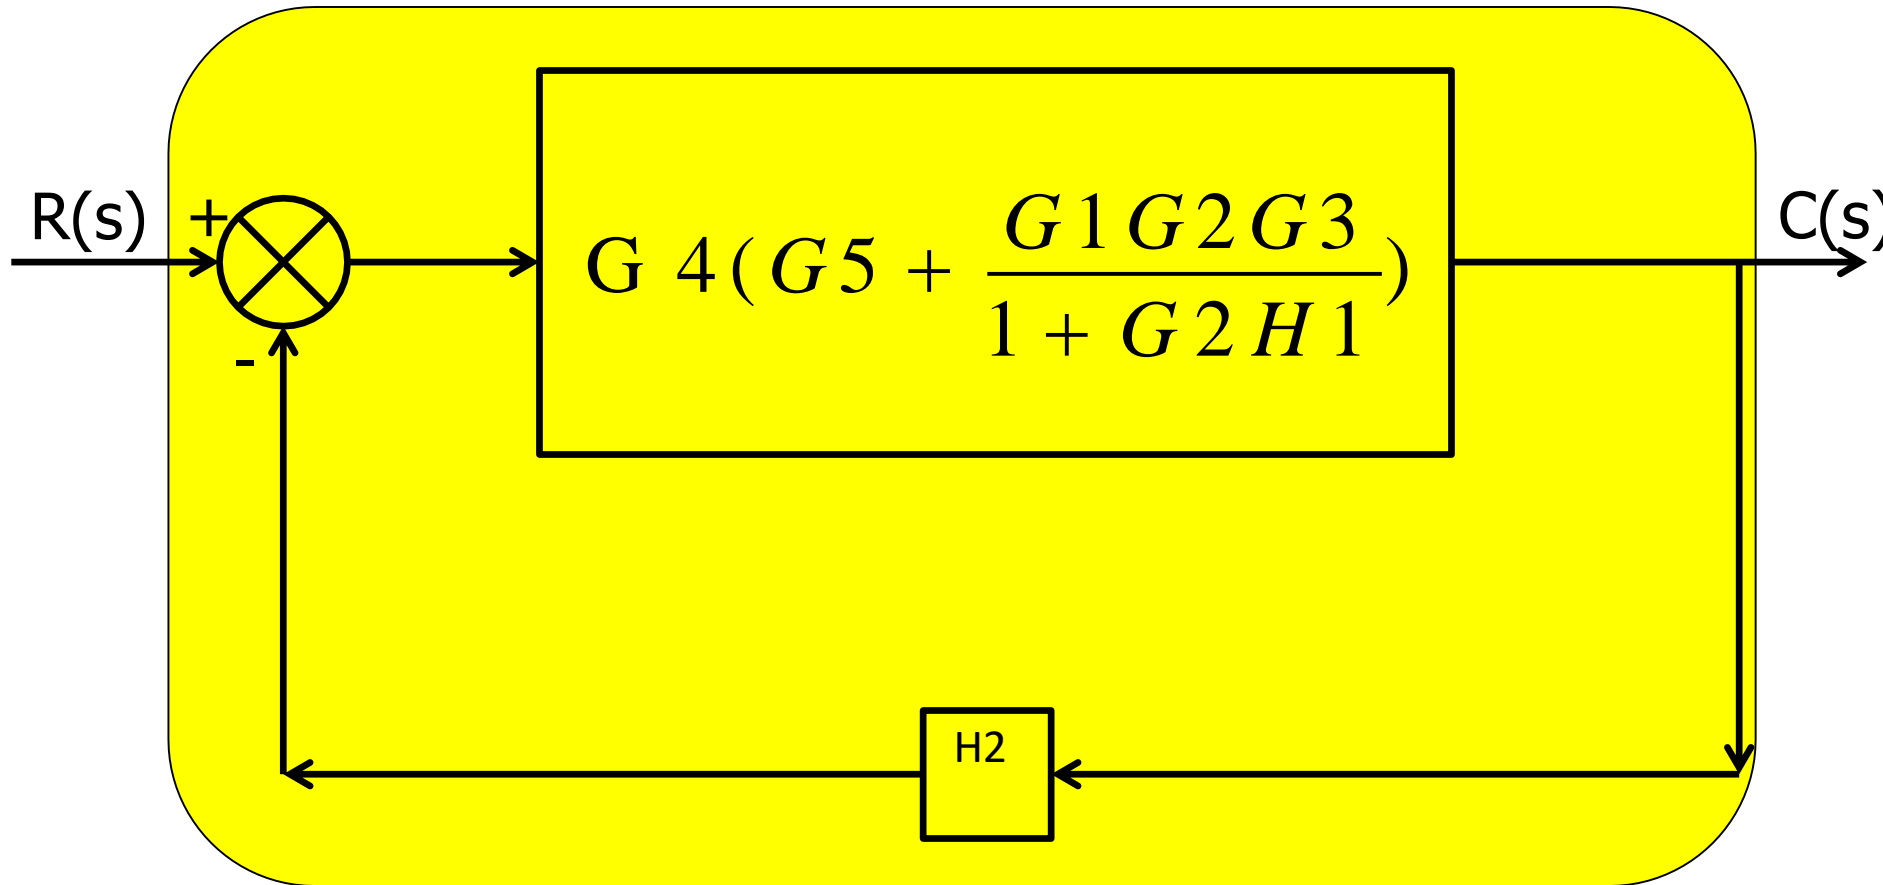 R(s)
+
G 4(G5 + G1G2G3 / 1 + G2H1)
C(s)
-
H2